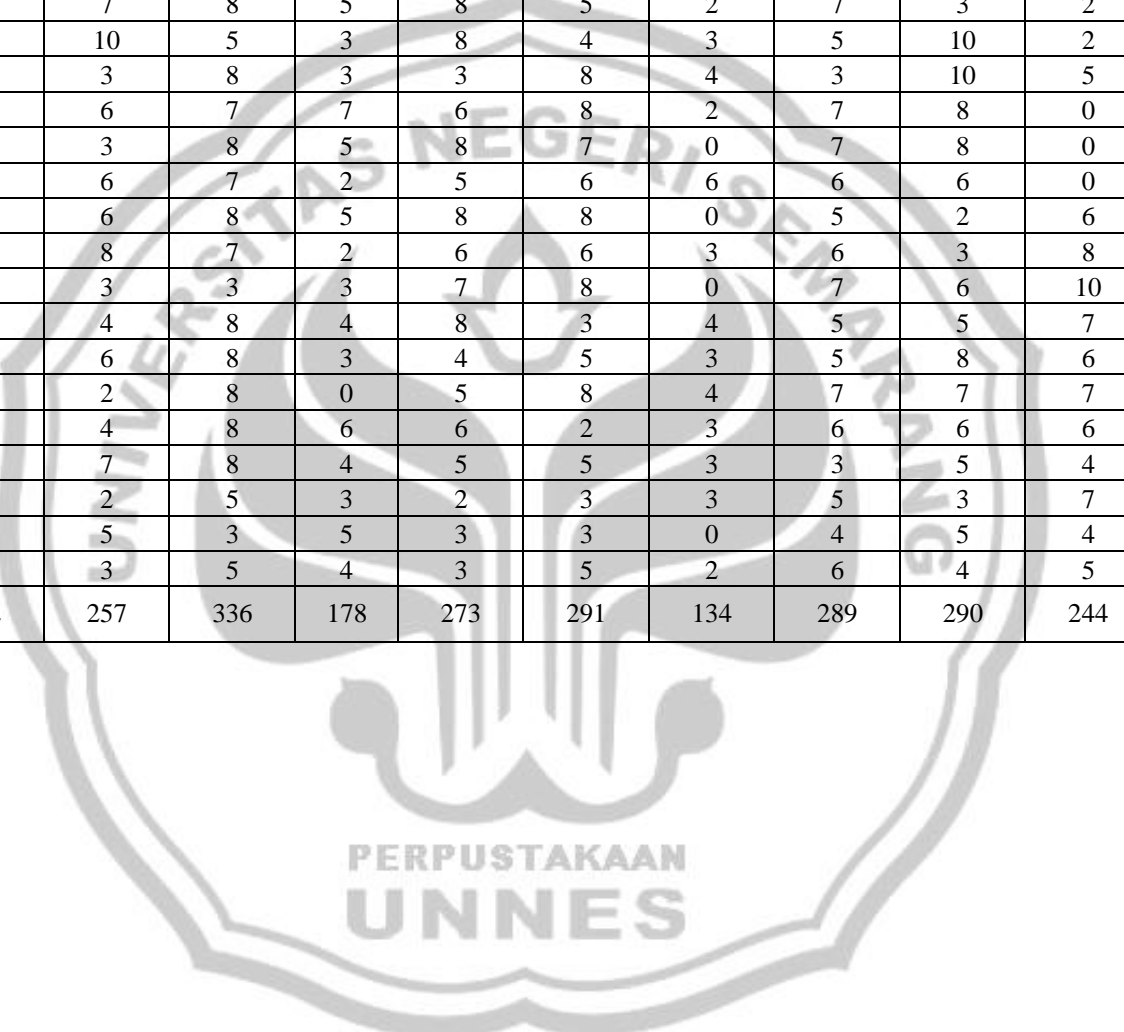 7 8 5 8 5 2 7 3 2
10 5 3 8 4 3 5 10 2
3 8 3 3 8 4 3 10 5
6 7 7 6 8 2 7 8 0
3 8 5 8 7 0 7 8 0
6 7 2 5 6 6 6 6 0
6 8 5 8 8 0 5 2 6
8 7 2 6 6 3 6 3 8
3 3 3 7 8 0 7 6 10
4 8 4 8 3 4 5 5 7
6 8 3 4 5 3 5 8 6
2 8 0 5 8 4 7 7 7
4 8 6 6 2 3 6 6 6
7 8 4 5 5 3 3 5 4
2 5 3 2 3 3 5 3 7
5 3 5 3 3 0 4 5 4
3 5 4 3 5 2 6 4 5
257 336 178 273 291 134 289 290 244
UNIVERSITAS NEGERI SEMARANG
PERPUSTAKAAN
UNNES